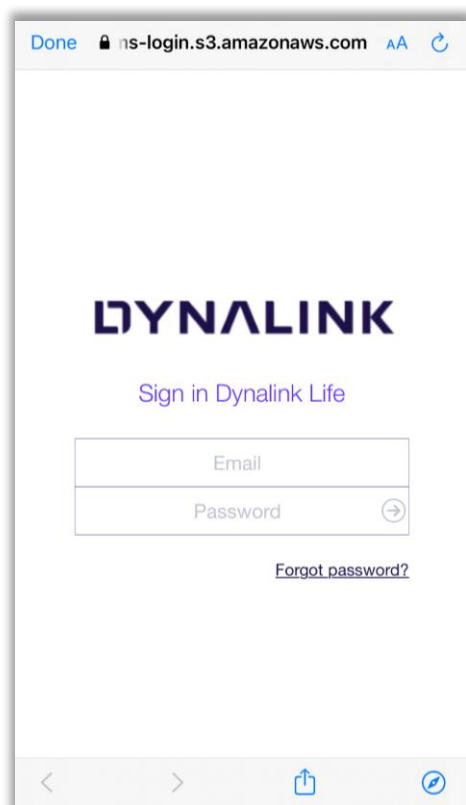 Done ns-login.s3.amazonaws.com AA
DYNALINK
Sign in Dynalink Life
Email
Password
Forgot password?